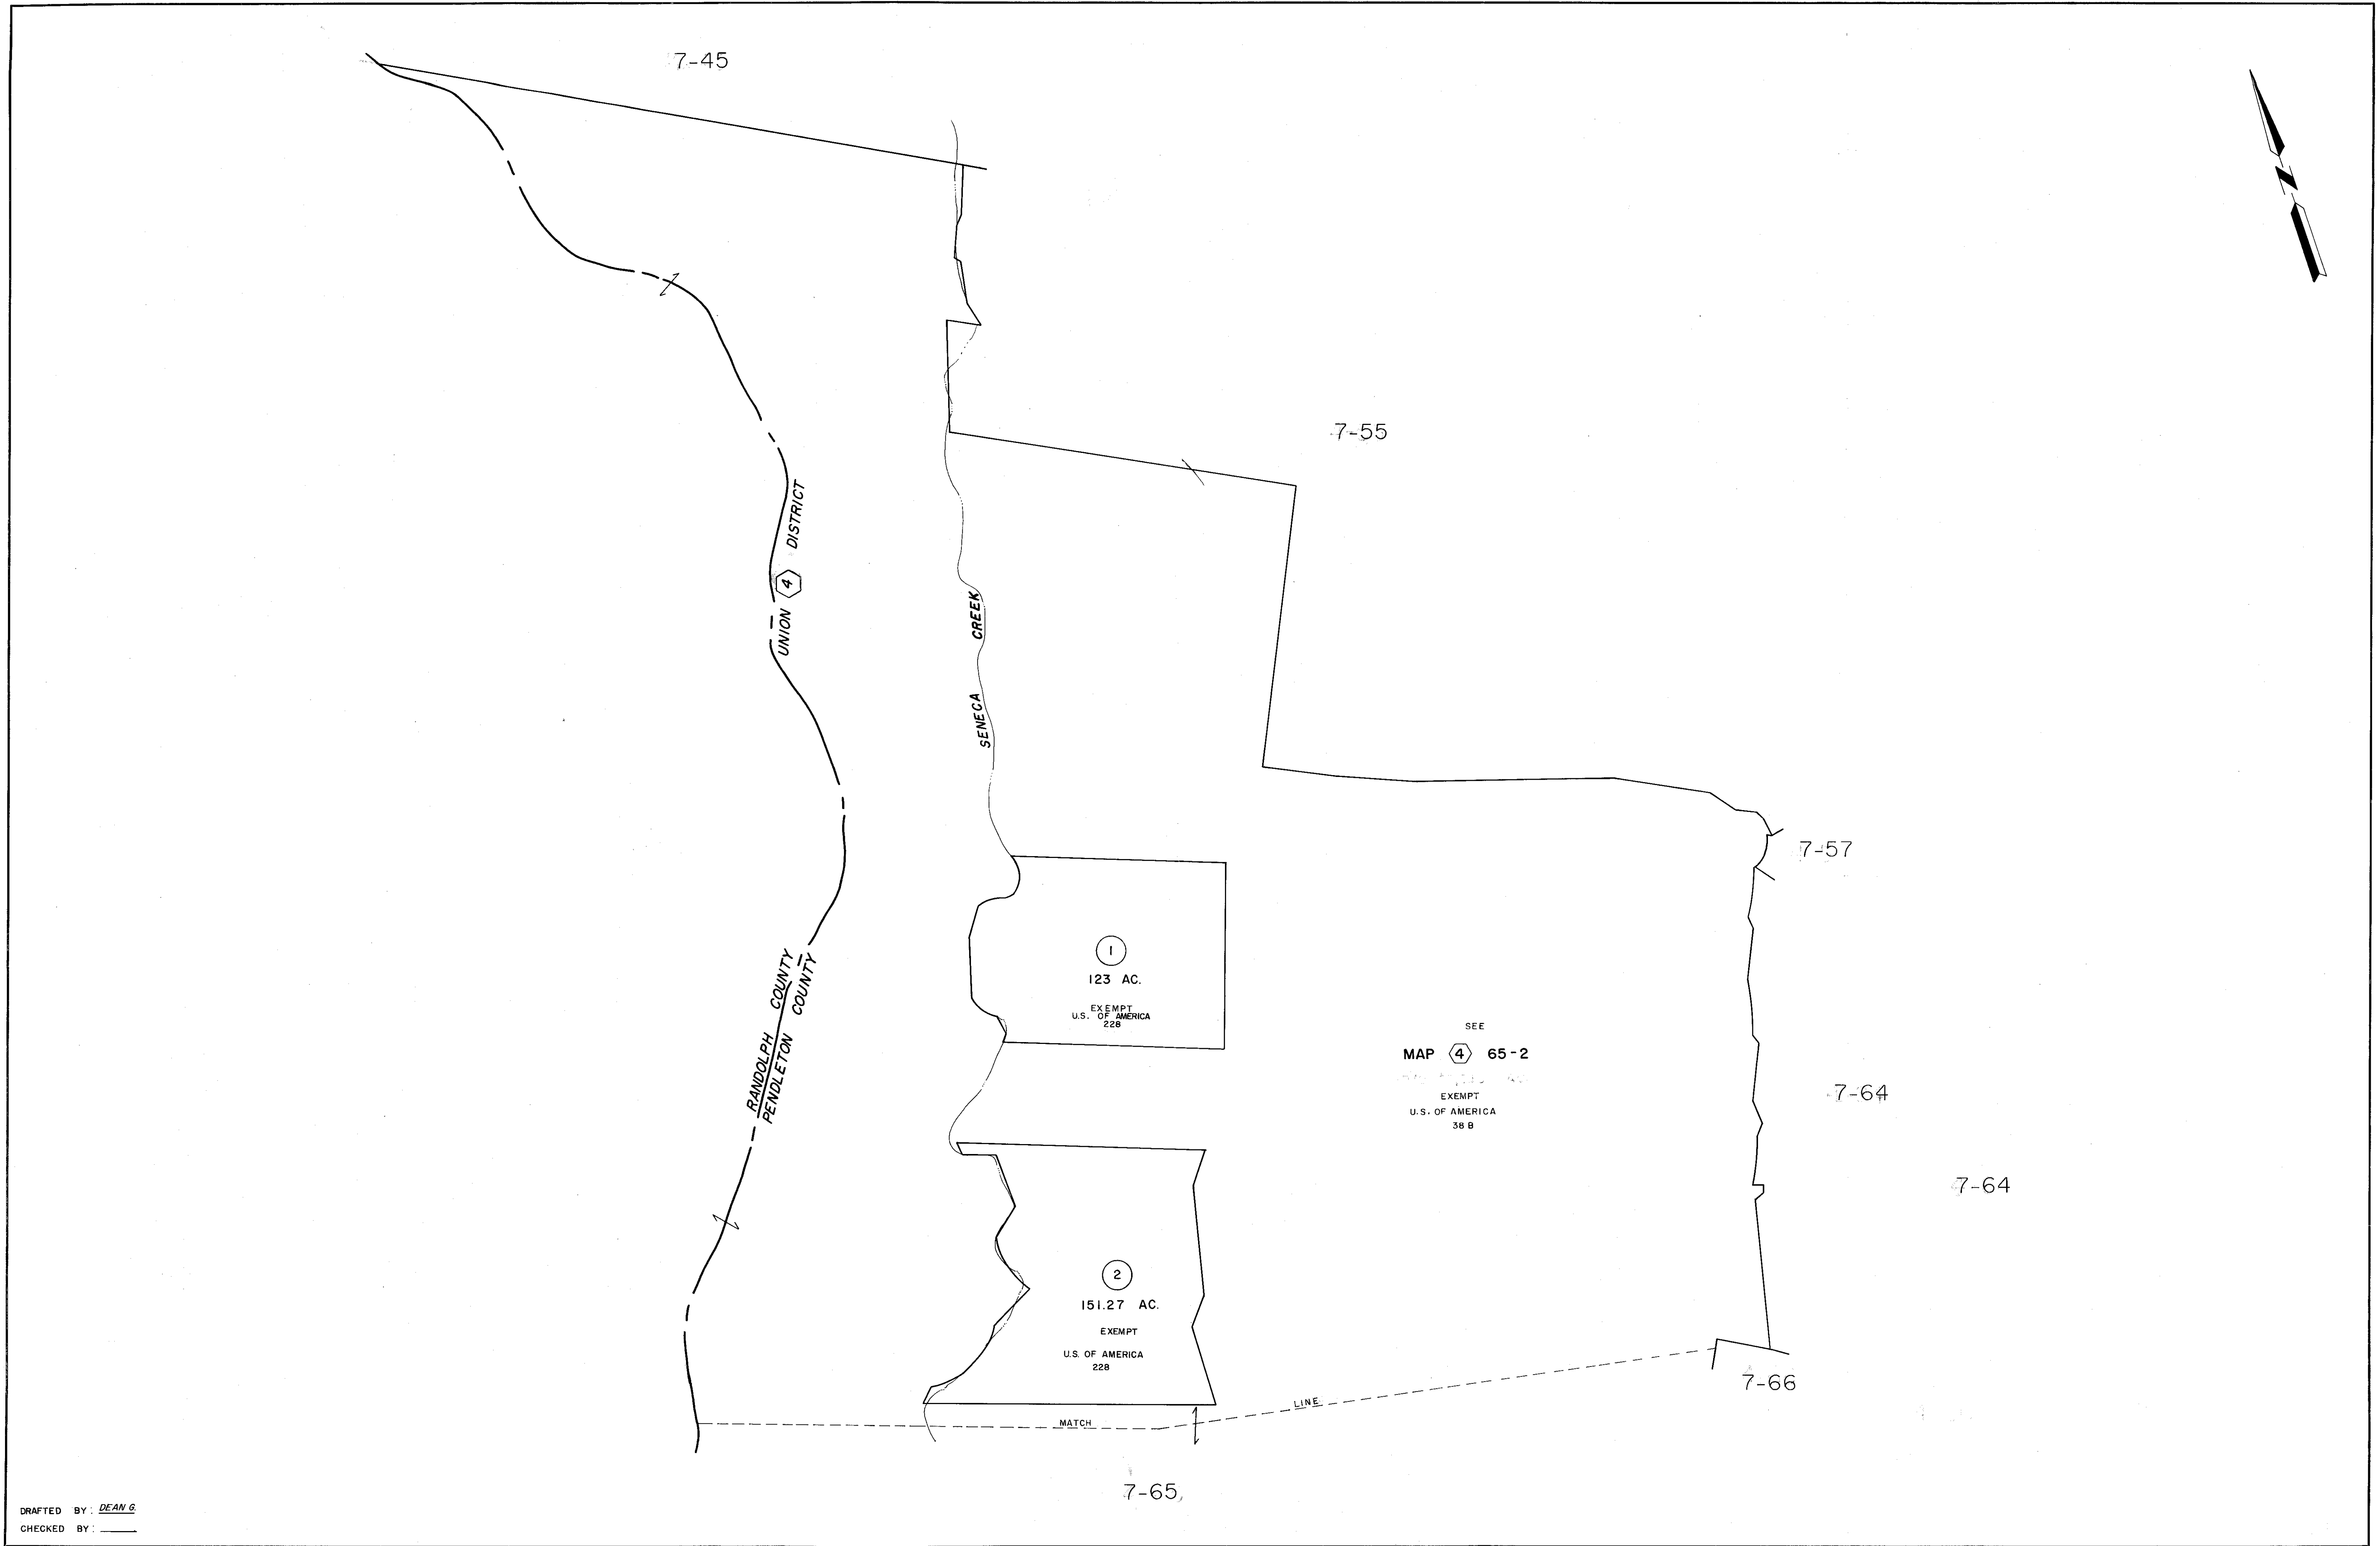 7-45
N
7-55
UNION 4 DISTRICT
SENECA CREEK
7-57
1
123 AC.
EXEMPT
U.S. OF AMERICA
228
RANDOLPH COUNTY
PENDLETON COUNTY
SEE
MAP 4 65-2
EXEMPT
U.S. OF AMERICA
38 B
7-64
7-64
2
151.27 AC.
EXEMPT
U.S. OF AMERICA
228
7-66
MATCH LINE
7-65
DRAFTED BY: DEAN G.
CHECKED BY: